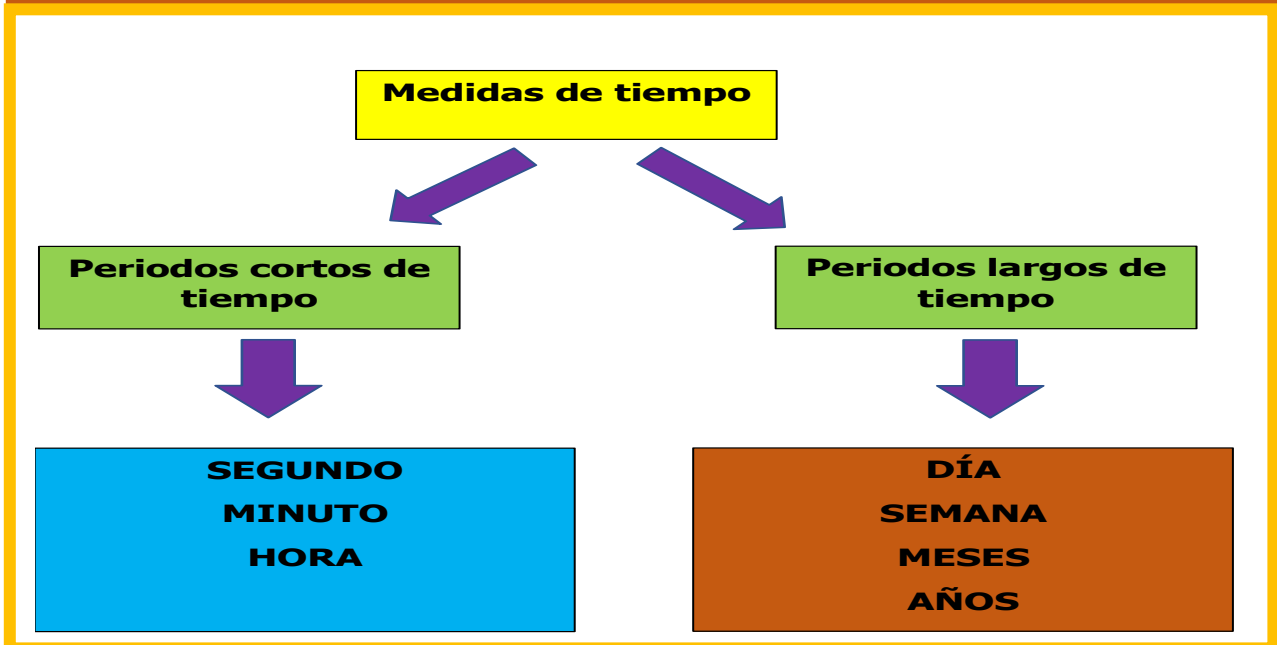 Medidas de tiempo
Periodos cortos de
tiempo
Periodos largos de
tiempo
SEGUNDO
MINUTO
HORA
DÍA
SEMANA
MESES
AÑOS